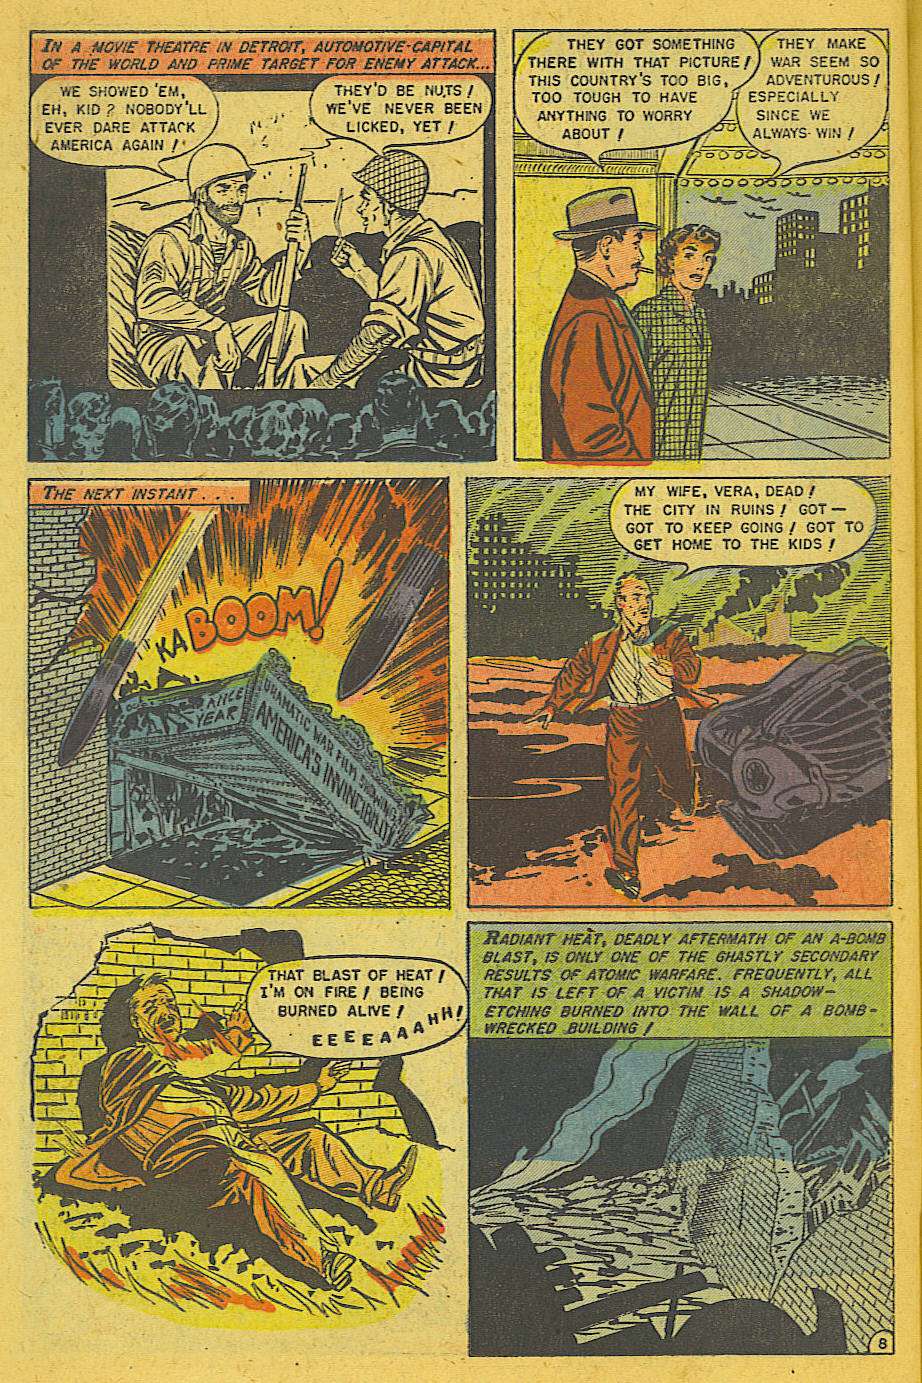 IN A MOVIE THEATRE IN DETROIT, AUTOMOTIVE-CAPITAL
OF THE WORLD AND PRIME TARGET FOR ENEMY ATTACK...
WE SHOWED 'EM,
EH, KID? NOBODY'LL
EVER DARE ATTACK
AMERICA AGAIN!
THEY'D BE NUTS!
WE'VE NEVER BEEN
LICKED, YET!
THEY GOT SOMETHING
THERE WITH THAT PICTURE!
THIS COUNTRY'S TOO BIG,
TOO TOUGH TO HAVE
ANYTHING TO WORRY
ABOUT!
THEY MAKE
WAR SEEM SO
ADVENTUROUS!
ESPECIALLY
SINCE WE
ALWAYS WIN!
THE NEXT INSTANT...
KABOOM!
YEAR
DRAMATIC WAR FILM
AMERICA'S INVINCIBILITY
MY WIFE, VERA, DEAD!
THE CITY IN RUINS! GOT—
GOT TO KEEP GOING! GOT TO
GET HOME TO THE KIDS!
THAT BLAST OF HEAT!
I'M ON FIRE! BEING
BURNED ALIVE!
EEEEAAAHH!
RADIANT HEAT, DEADLY AFTERMATH OF AN A-BOMB
BLAST, IS ONLY ONE OF THE GHASTLY SECONDARY
RESULTS OF ATOMIC WARFARE. FREQUENTLY, ALL
THAT IS LEFT OF A VICTIM IS A SHADOW-
ETCHING BURNED INTO THE WALL OF A BOMB-
WRECKED BUILDING!
8